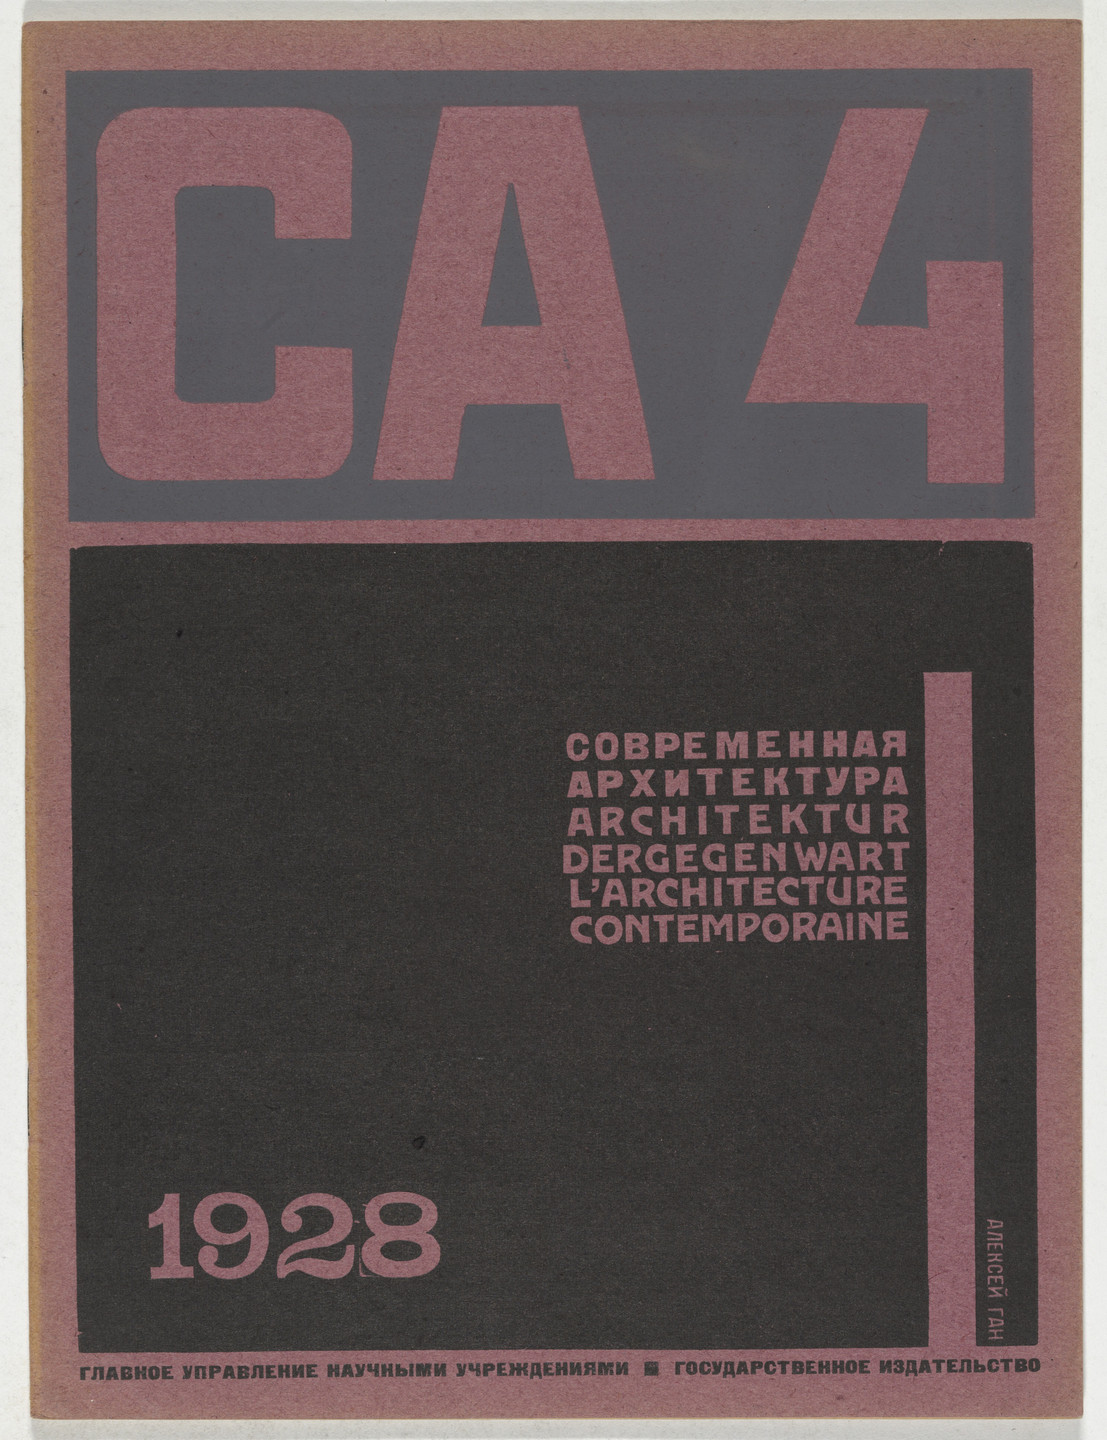 СА 4
СОВРЕМЕННАЯ
АРХИТЕКТУРА
ARCHITEKTUR
DERGEGENWART
L'ARCHITECTURE
CONTEMPORAINE
1928
АЛЕКСЕЙ ГАН
ГЛАВНОЕ УПРАВЛЕНИЕ НАУЧНЫМИ УЧРЕЖДЕНИЯМИ ■ ГОСУДАРСТВЕННОЕ ИЗДАТЕЛЬСТВО